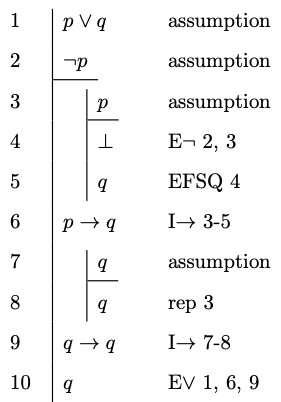 1 p ∨ q assumption
2 ¬p assumption
3 p assumption
4 ⊥ E¬ 2, 3
5 q EFSQ 4
6 p → q I→ 3-5
7 q assumption
8 q rep 3
9 q → q I→ 7-8
10 q E∨ 1, 6, 9